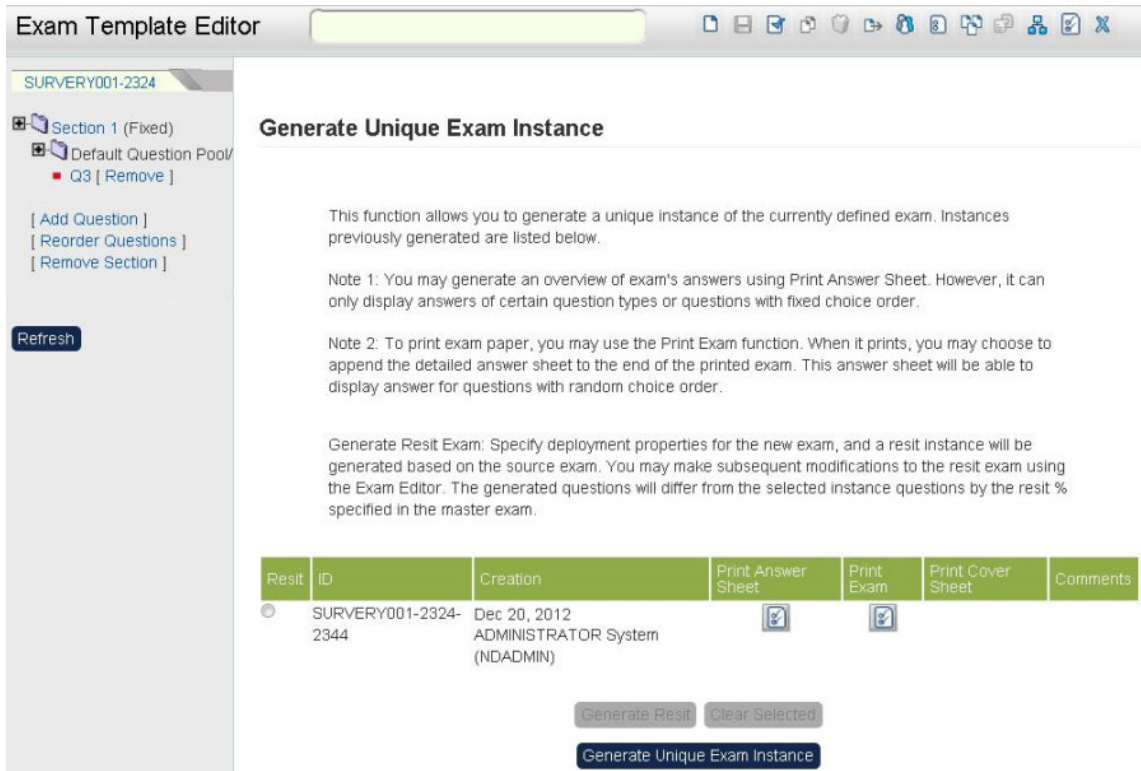 Exam Template Editor
SURVERY001-2324
Section 1 (Fixed)
Default Question Pool/
Q3 [ Remove ]
[ Add Question ]
[ Reorder Questions ]
[ Remove Section ]
Refresh
Generate Unique Exam Instance
This function allows you to generate a unique instance of the currently defined exam. Instances
previously generated are listed below.
Note 1: You may generate an overview of exam's answers using Print Answer Sheet. However, it can
only display answers of certain question types or questions with fixed choice order.
Note 2: To print exam paper, you may use the Print Exam function. When it prints, you may choose to
append the detailed answer sheet to the end of the printed exam. This answer sheet will be able to
display answer for questions with random choice order.
Generate Resit Exam: Specify deployment properties for the new exam, and a resit instance will be
generated based on the source exam. You may make subsequent modifications to the resit exam using
the Exam Editor. The generated questions will differ from the selected instance questions by the resit %
specified in the master exam.
Resit ID Creation Print Answer Sheet Print Exam Print Cover Sheet Comments
SURVERY001-2324-
2344
Dec 20, 2012
ADMINISTRATOR System
(NDADMIN)
Generate Resit Clear Selected
Generate Unique Exam Instance